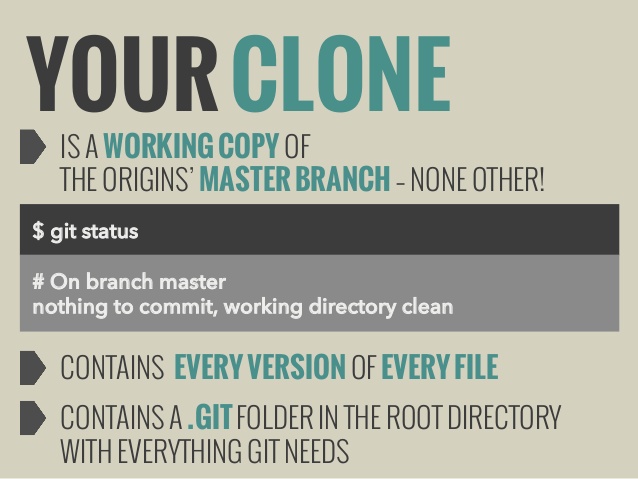 YOUR CLONE
IS A WORKING COPY OF
THE ORIGINS' MASTER BRANCH – NONE OTHER!
$ git status
# On branch master
nothing to commit, working directory clean
CONTAINS EVERY VERSION OF EVERY FILE
CONTAINS A .GIT FOLDER IN THE ROOT DIRECTORY
WITH EVERYTHING GIT NEEDS